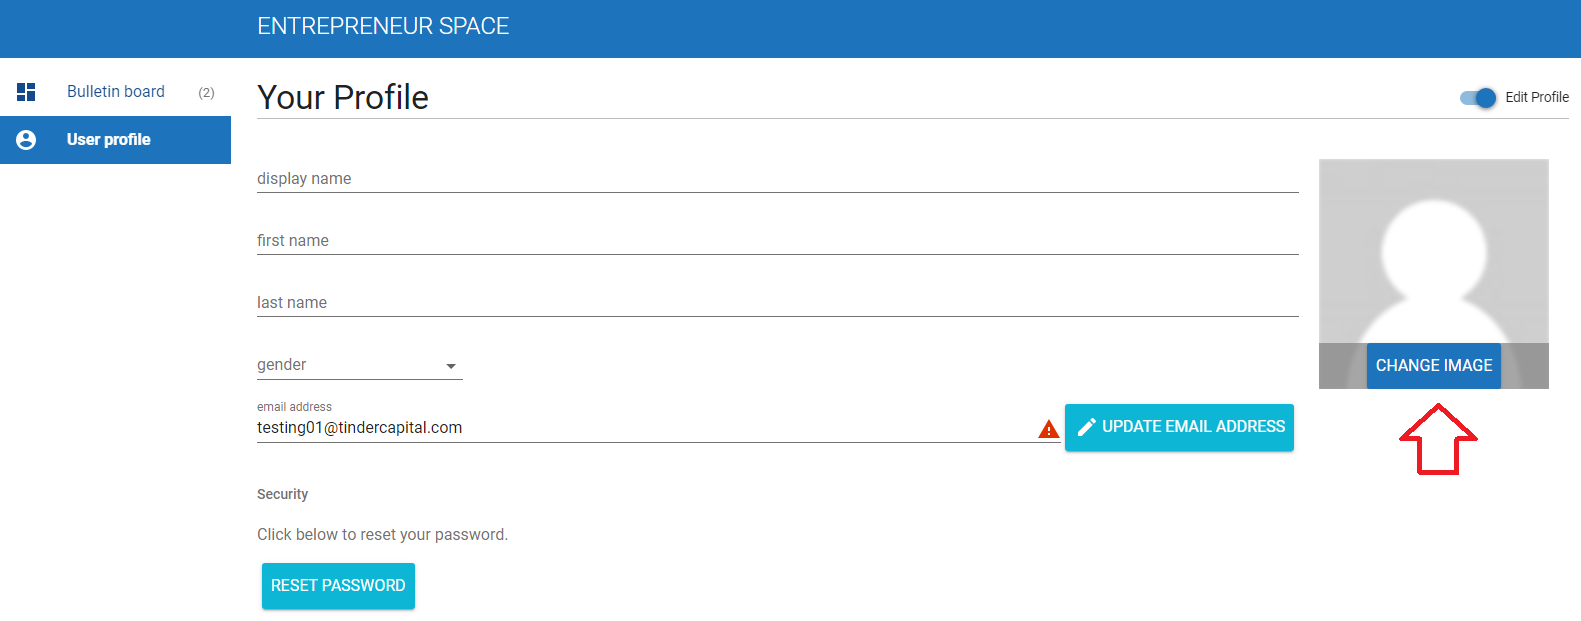 ENTREPRENEUR SPACE
Bulletin board (2)
User profile
Your Profile
Edit Profile
display name
first name
last name
gender
CHANGE IMAGE
email address
testing01@tindercapital.com
UPDATE EMAIL ADDRESS
Security
Click below to reset your password.
RESET PASSWORD